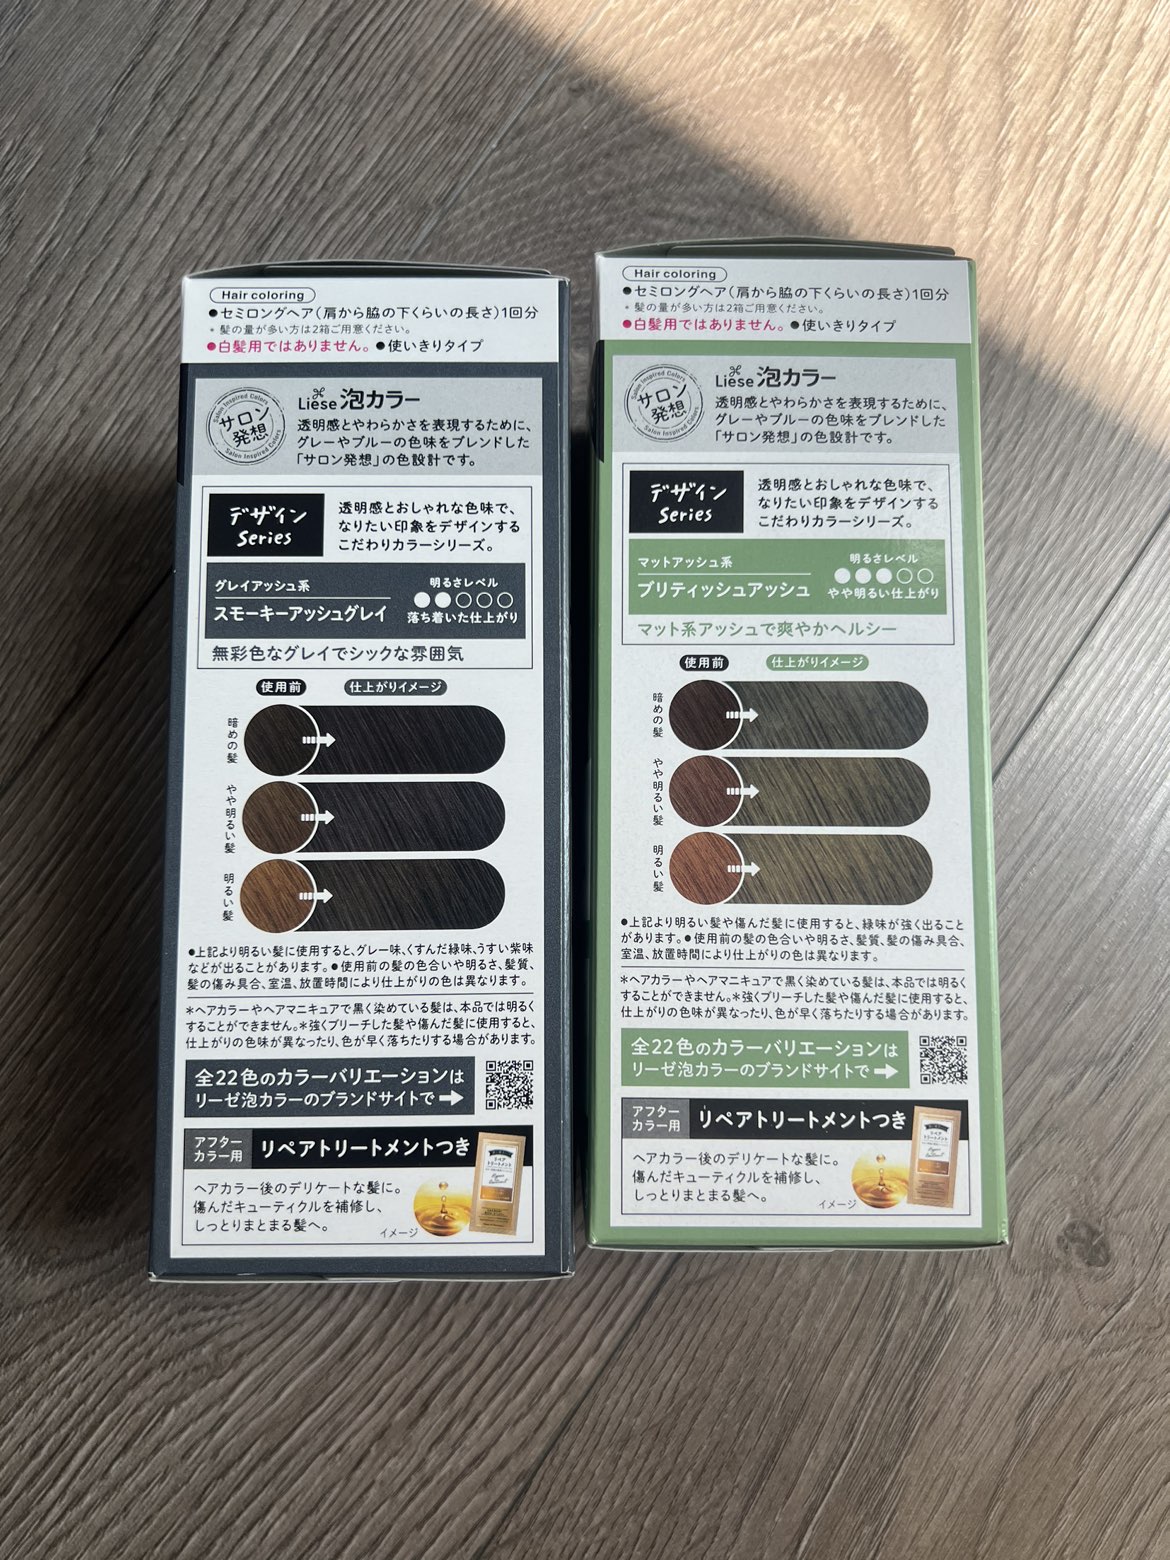 Hair coloring
●セミロングヘア(肩から脇の下くらいの長さ)1回分
* 髪の量が多い方は2箱ご用意ください。
●白髪用ではありません。 ●使いきりタイプ
Salon Inspired Colors
サロン
発想
Salon Inspired Colors
Liese 泡カラー
透明感とやわらかさを表現するために、
グレーやブルーの色味をブレンドした
「サロン発想」の色設計です。
デザイン
Series
透明感とおしゃれな色味で、
なりたい印象をデザインする
こだわりカラーシリーズ。
グレイアッシュ系
スモーキーアッシュグレイ
明るさレベル
●●○○○
落ち着いた仕上がり
無彩色なグレイでシックな雰囲気
使用前
仕上がりイメージ
暗めの髪
やや明るい髪
明るい髪
●上記より明るい髪に使用すると、グレー味、くすんだ緑味、うすい紫味
などが出ることがあります。●使用前の髪の色合いや明るさ、髪質、
髪の傷み具合、室温、放置時間により仕上がりの色は異なります。
*ヘアカラーやヘアマニキュアで黒く染めている髪は、本品では明るく
することができません。*強くブリーチした髪や傷んだ髪に使用すると、
仕上がりの色味が異なったり、色が早く落ちたりする場合があります。
全22色のカラーバリエーションは
リーゼ泡カラーのブランドサイトで➡
アフター
カラー用
リペアトリートメントつき
ヘアカラー後のデリケートな髪に。
傷んだキューティクルを補修し、
しっとりまとまる髪へ。
イメージ
リペア
トリートメント
Hair coloring
●セミロングヘア(肩から脇の下くらいの長さ)1回分
* 髪の量が多い方は2箱ご用意ください。
●白髪用ではありません。 ●使いきりタイプ
Salon Inspired Colors
サロン
発想
Salon Inspired Colors
Liese 泡カラー
透明感とやわらかさを表現するために、
グレーやブルーの色味をブレンドした
「サロン発想」の色設計です。
デザイン
Series
透明感とおしゃれな色味で、
なりたい印象をデザインする
こだわりカラーシリーズ。
マットアッシュ系
ブリティッシュアッシュ
明るさレベル
●●●○○
やや明るい仕上がり
マット系アッシュで爽やかヘルシー
使用前
仕上がりイメージ
暗めの髪
やや明るい髪
明るい髪
●上記より明るい髪や傷んだ髪に使用すると、緑味が強く出ること
があります。●使用前の髪の色合いや明るさ、髪質、髪の傷み具合、
室温、放置時間により仕上がりの色は異なります。
*ヘアカラーやヘアマニキュアで黒く染めている髪は、本品では明るく
することができません。*強くブリーチした髪や傷んだ髪に使用すると、
仕上がりの色味が異なったり、色が早く落ちたりする場合があります。
全22色のカラーバリエーションは
リーゼ泡カラーのブランドサイトで➡
アフター
カラー用
リペアトリートメントつき
ヘアカラー後のデリケートな髪に。
傷んだキューティクルを補修し、
しっとりまとまる髪へ。
イメージ
リペア
トリートメント